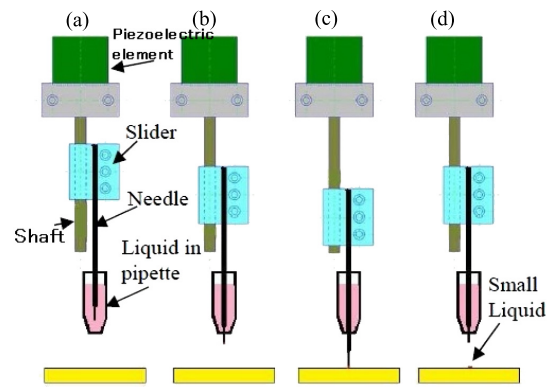 (a)
(b)
(c)
(d)
Piezoelectric
element
Slider
Needle
Shaft
Liquid in
pipette
Small
Liquid